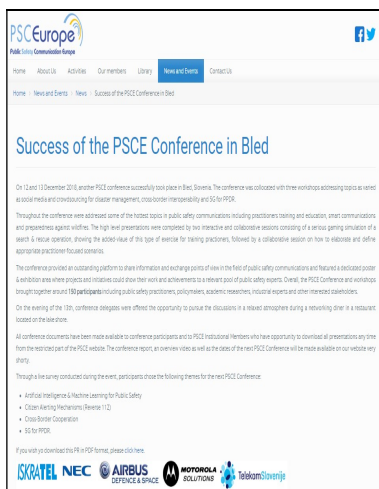 PSCEurope
Public Safety Communication Europe
Home About Us Activities Our members Library News and Events Contact Us
Home > News and Events > News > Success of the PSCE Conference in Bled
Success of the PSCE Conference in Bled
On 12 and 13 December 2018, another PSCE conference successfully took place in Bled, Slovenia. The conference was collocated with three workshops addressing topics as varied
as social media and crowdsourcing for disaster management, cross-border interoperability and 5G for PPDR.
Throughout the conference were addressed some of the hottest topics in public safety communications including practitioners training and education, smart communications
and preparedness against wildfires. The high level presentations were completed by two interactive and collaborative sessions consisting of a serious gaming simulation of a
search & rescue operation, showing the added-value of this type of exercise for training practioners, followed by a collaborative session on how to elaborate and define
appropriate practitioner-focused scenarios.
The conference provided an outstanding platform to share information and exchange points of view in the field of public safety communications and featured a dedicated poster
& exhibition area where projects and initiatives could show their work and achievements to a relevant pool of public safety experts. Overall, the PSCE Conference and workshops
brought together around 150 participants including public safety practitioners, policymakers, academic researchers, industrial experts and other interested stakeholders.
On the evening of the 13th, conference delegates were offered the opportunity to pursue the discussions in a relaxed atmosphere during a networking diner in a restaurant
located on the lake shore.
All conference documents have been made available to conference participants and to PSCE Institutional Members who have opportunity to download all presentations any time
from the restricted part of the PSCE website. The conference report, an overview video as well as the dates of the next PSCE Conference will be made available on our website very
shortly.
Through a live survey conducted during the event, participants chose the following themes for the next PSCE Conference:
• Artificial Intelligence & Machine Learning for Public Safety
• Citizen Alerting Mechanisms (Reverse 112)
• Cross-Border Cooperation
• 5G for PPDR.
If you wish you download this PR in PDF format, please click here.
ISKRATEL NEC AIRBUS DEFENCE & SPACE MOTOROLA SOLUTIONS TelekomSlovenije